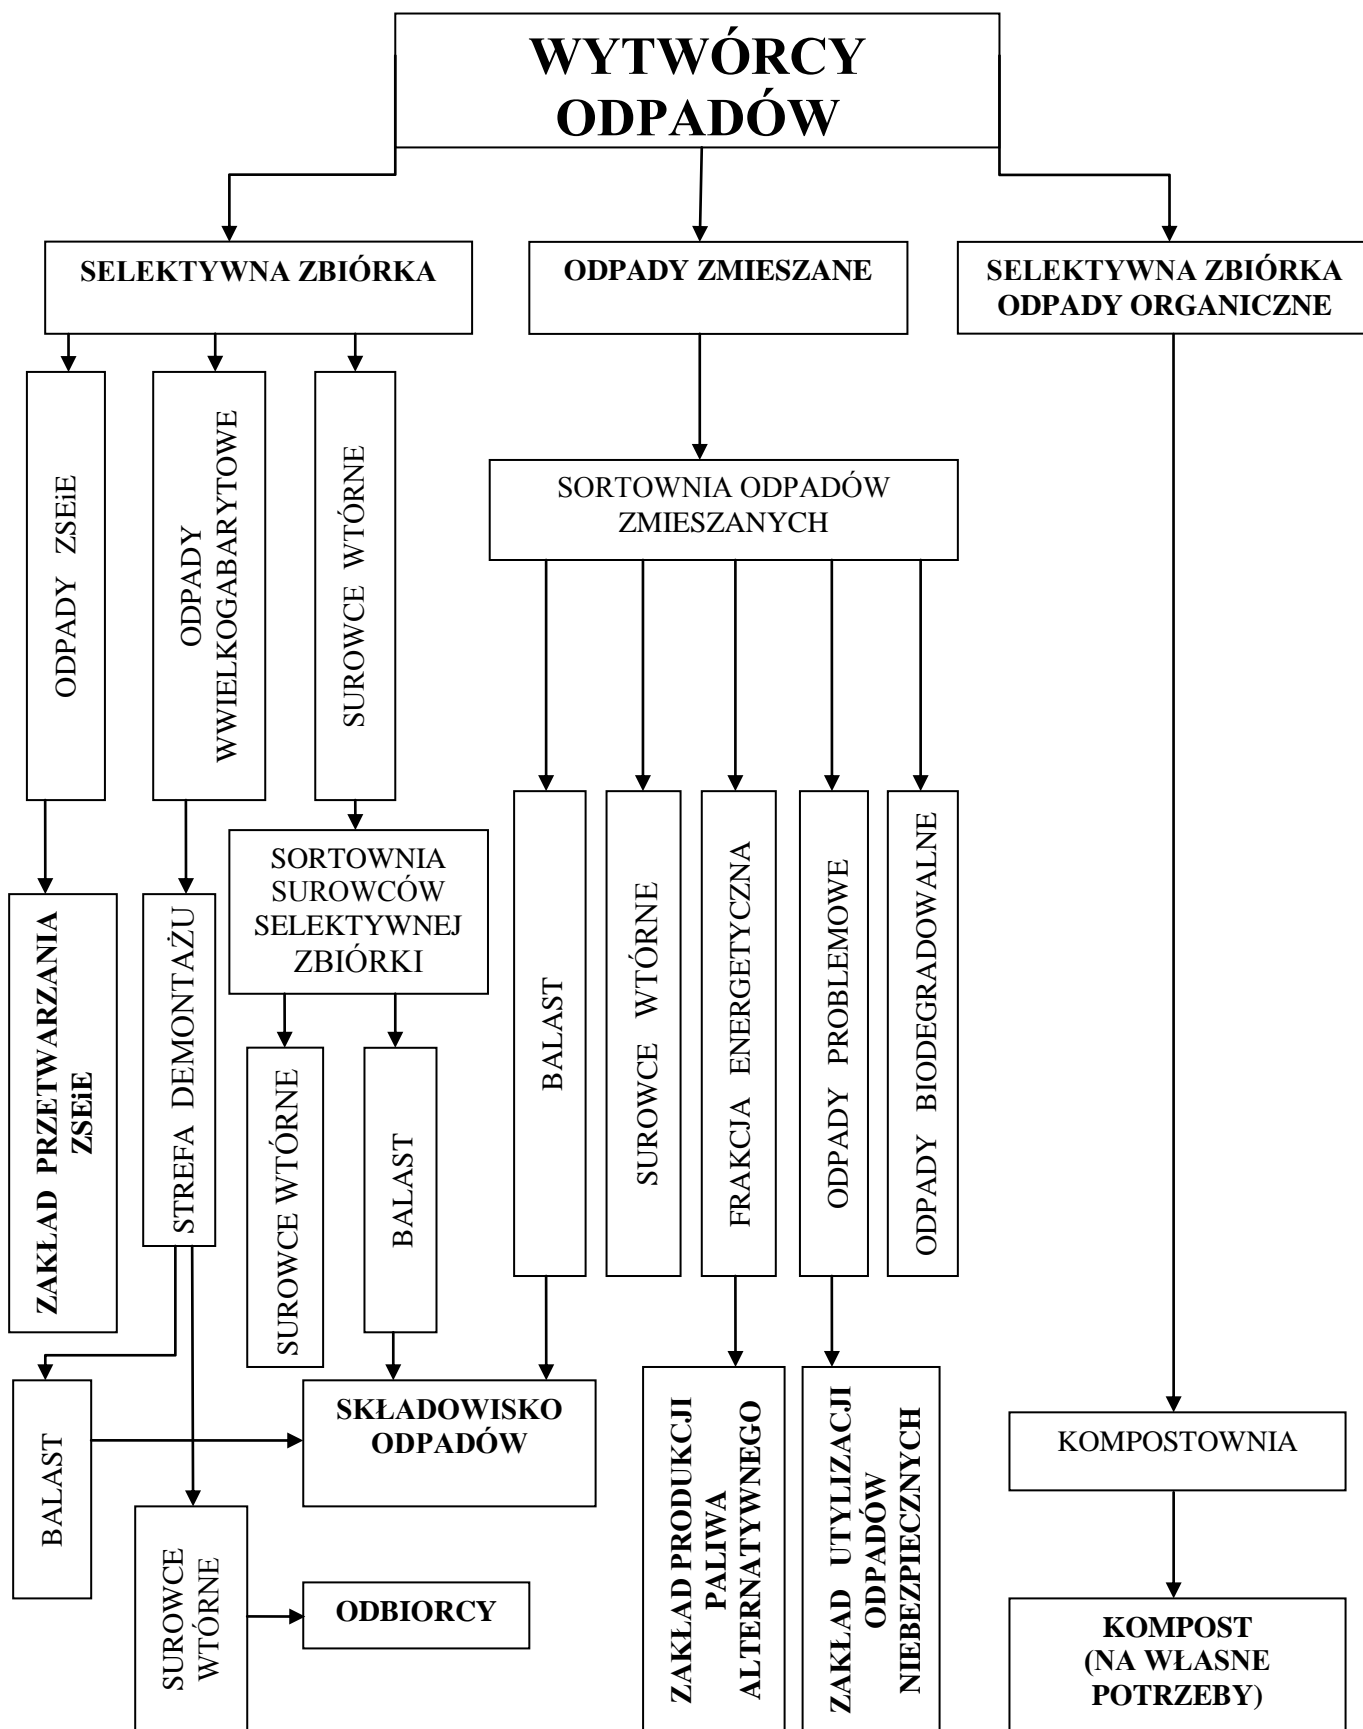 WYTWÓRCY
ODPADÓW
SELEKTYWNA ZBIÓRKA
ODPADY ZMIESZANE
SELEKTYWNA ZBIÓRKA
ODPADY ORGANICZNE
ODPADY ZSEiE
ODPADY
WWIELKOGABARYTOWE
SUROWCE WTÓRNE
SORTOWNIA ODPADÓW
ZMIESZANYCH
SORTOWNIA
SUROWCÓW
SELEKTYWNEJ
ZBIÓRKI
BALAST
SUROWCE WTÓRNE
FRAKCJA ENERGETYCZNA
ODPADY PROBLEMOWE
ODPADY BIODEGRADOWALNE
ZAKŁAD PRZETWARZANIA
ZSEiE
STREFA DEMONTAŻU
SUROWCE WTÓRNE
BALAST
BALAST
SKŁADOWISKO
ODPADÓW
SUROWCE
WTÓRNE
ODBIORCY
ZAKŁAD PRODUKCJI
PALIWA
ALTERNATYWNEGO
ZAKŁAD UTYLIZACJI
ODPADÓW
NIEBEZPIECZNYCH
KOMPOSTOWNIA
KOMPOST
(NA WŁASNE
POTRZEBY)